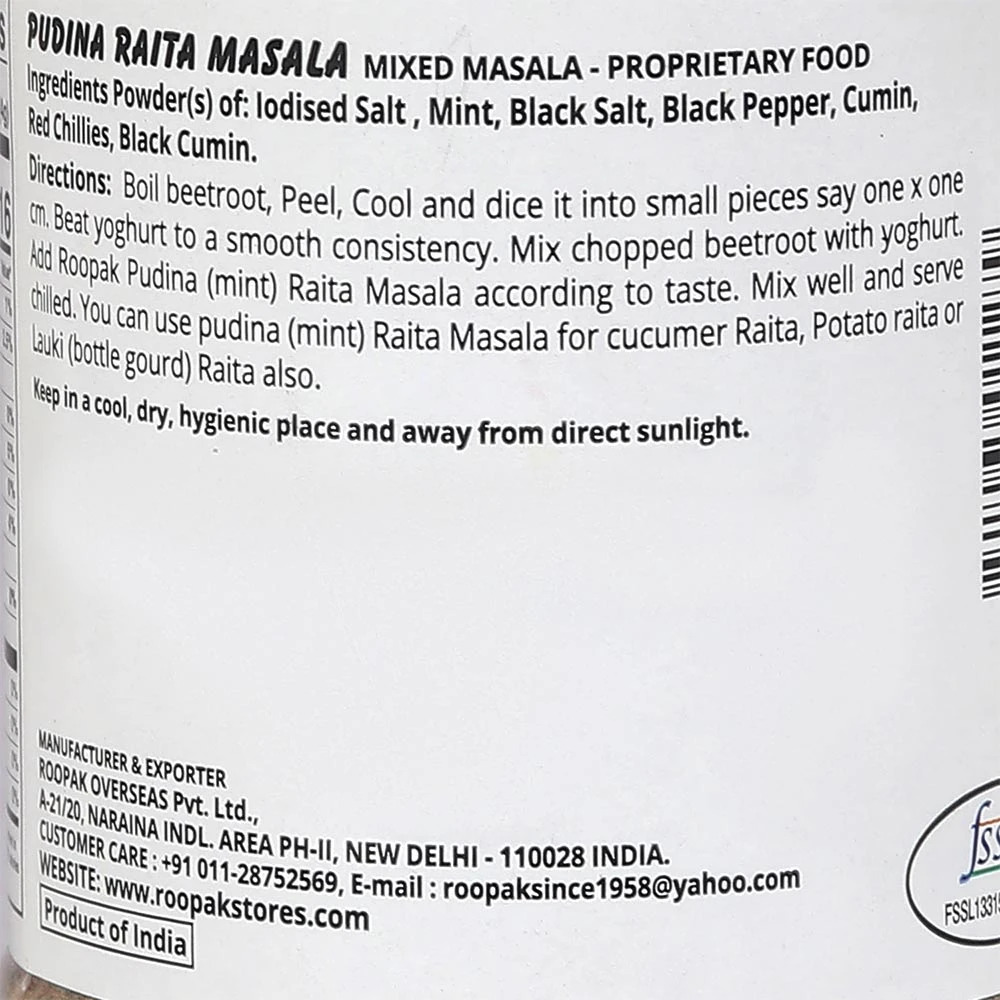 PUDINA RAITA MASALA MIXED MASALA - PROPRIETARY FOOD
Ingredients Powder(s) of: Iodised Salt , Mint, Black Salt, Black Pepper, Cumin,
Red Chillies, Black Cumin.
Directions: Boil beetroot, Peel, Cool and dice it into small pieces say one x one
cm. Beat yoghurt to a smooth consistency. Mix chopped beetroot with yoghurt.
Add Roopak Pudina (mint) Raita Masala according to taste. Mix well and serve
chilled. You can use pudina (mint) Raita Masala for cucumer Raita, Potato raita or
Lauki (bottle gourd) Raita also.
Keep in a cool, dry, hygienic place and away from direct sunlight.
MANUFACTURER & EXPORTER
ROOPAK OVERSEAS Pvt. Ltd.,
A-21/20, NARAINA INDL. AREA PH-II, NEW DELHI - 110028 INDIA.
CUSTOMER CARE : +91 011-28752569, E-mail : roopaksince1958@yahoo.com
WEBSITE: www.roopakstores.com
Product of India
fss
FSSL1331